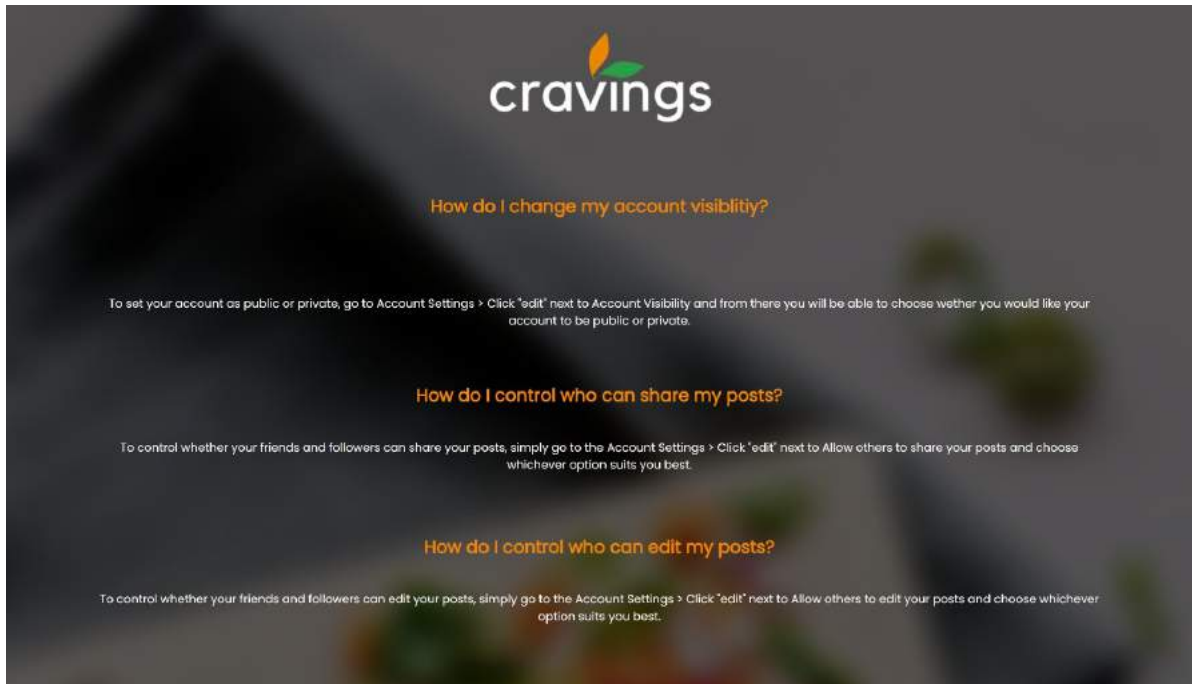 cravings
How do I change my account visiblitiy?
To set your account as public or private, go to Account Settings > Click "edit" next to Account Visibility and from there you will be able to choose wether you would like your
account to be public or private.
How do I control who can share my posts?
To control whether your friends and followers can share your posts, simply go to the Account Settings > Click "edit" next to Allow others to share your posts and choose
whichever option suits you best.
How do I control who can edit my posts?
To control whether your friends and followers can edit your posts, simply go to the Account Settings > Click "edit" next to Allow others to edit your posts and choose whichever
option suits you best.